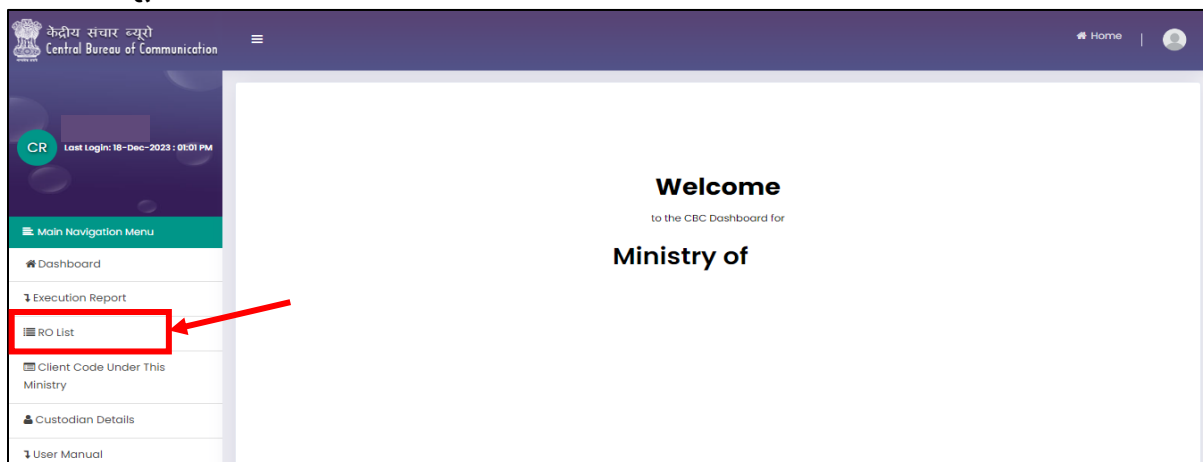 केंद्रीय संचार ब्यूरो
Central Bureau of Communication
Home
CR
Last Login: 18-Dec-2023 : 01:01 PM
Main Navigation Menu
Dashboard
Execution Report
RO List
Client Code Under This
Ministry
Custodian Details
User Manual
Welcome
to the CBC Dashboard for
Ministry of